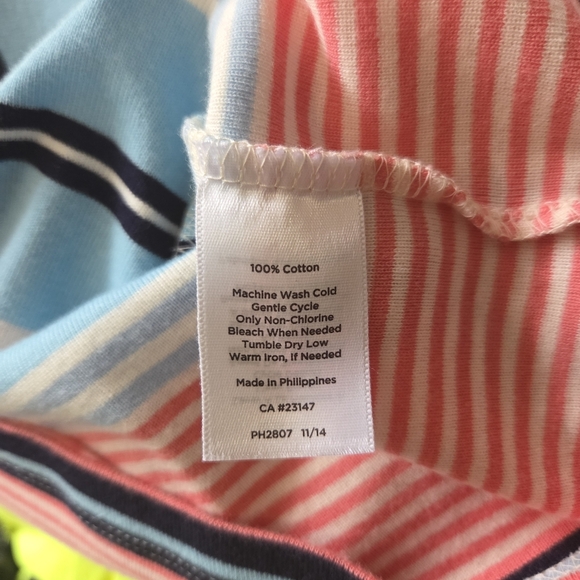 100% Cotton
Machine Wash Cold
Gentle Cycle
Only Non-Chlorine
Bleach When Needed
Tumble Dry Low
Warm Iron, If Needed
Made in Philippines
CA #23147
PH2807 11/14